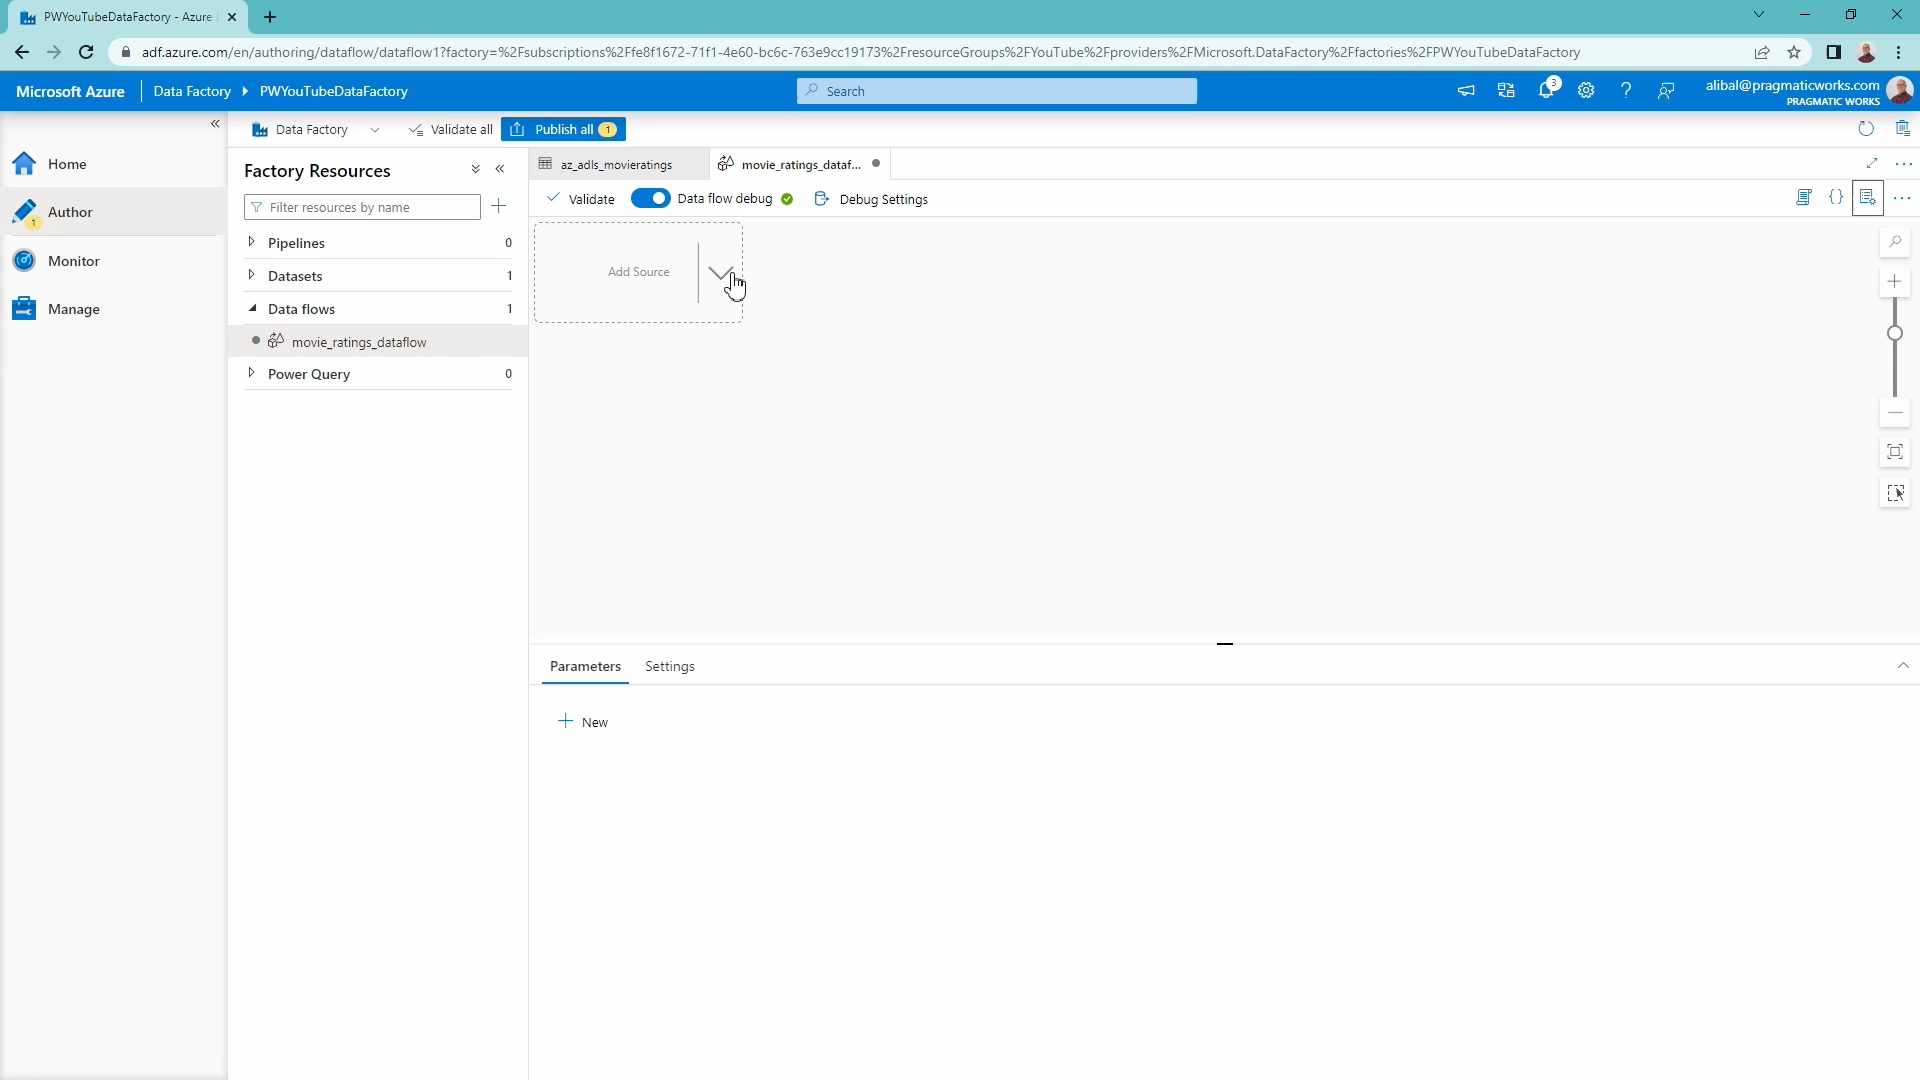 PWYouTubeDataFactory - Azure
adf.azure.com/en/authoring/dataflow/dataflow1?factory=%2Fsubscriptions%2Ffe8f1672-71f1-4e60-bc6c-763e9cc19173%2FresourceGroups%2FYouTube%2Fproviders%2FMicrosoft.DataFactory%2Ffactories%2FPWYouTubeDataFactory
Microsoft Azure
Data Factory
PWYouTubeDataFactory
Search
3
alibal@pragmaticworks.com
PRAGMATIC WORKS
Home
Author
1
Monitor
Manage
Data Factory
Validate all
Publish all 1
Factory Resources
Filter resources by name
Pipelines 0
Datasets 1
Data flows 1
movie_ratings_dataflow
Power Query 0
az_adls_movieratings
movie_ratings_dataf...
Validate
Data flow debug
Debug Settings
{}
Add Source
Parameters
Settings
New